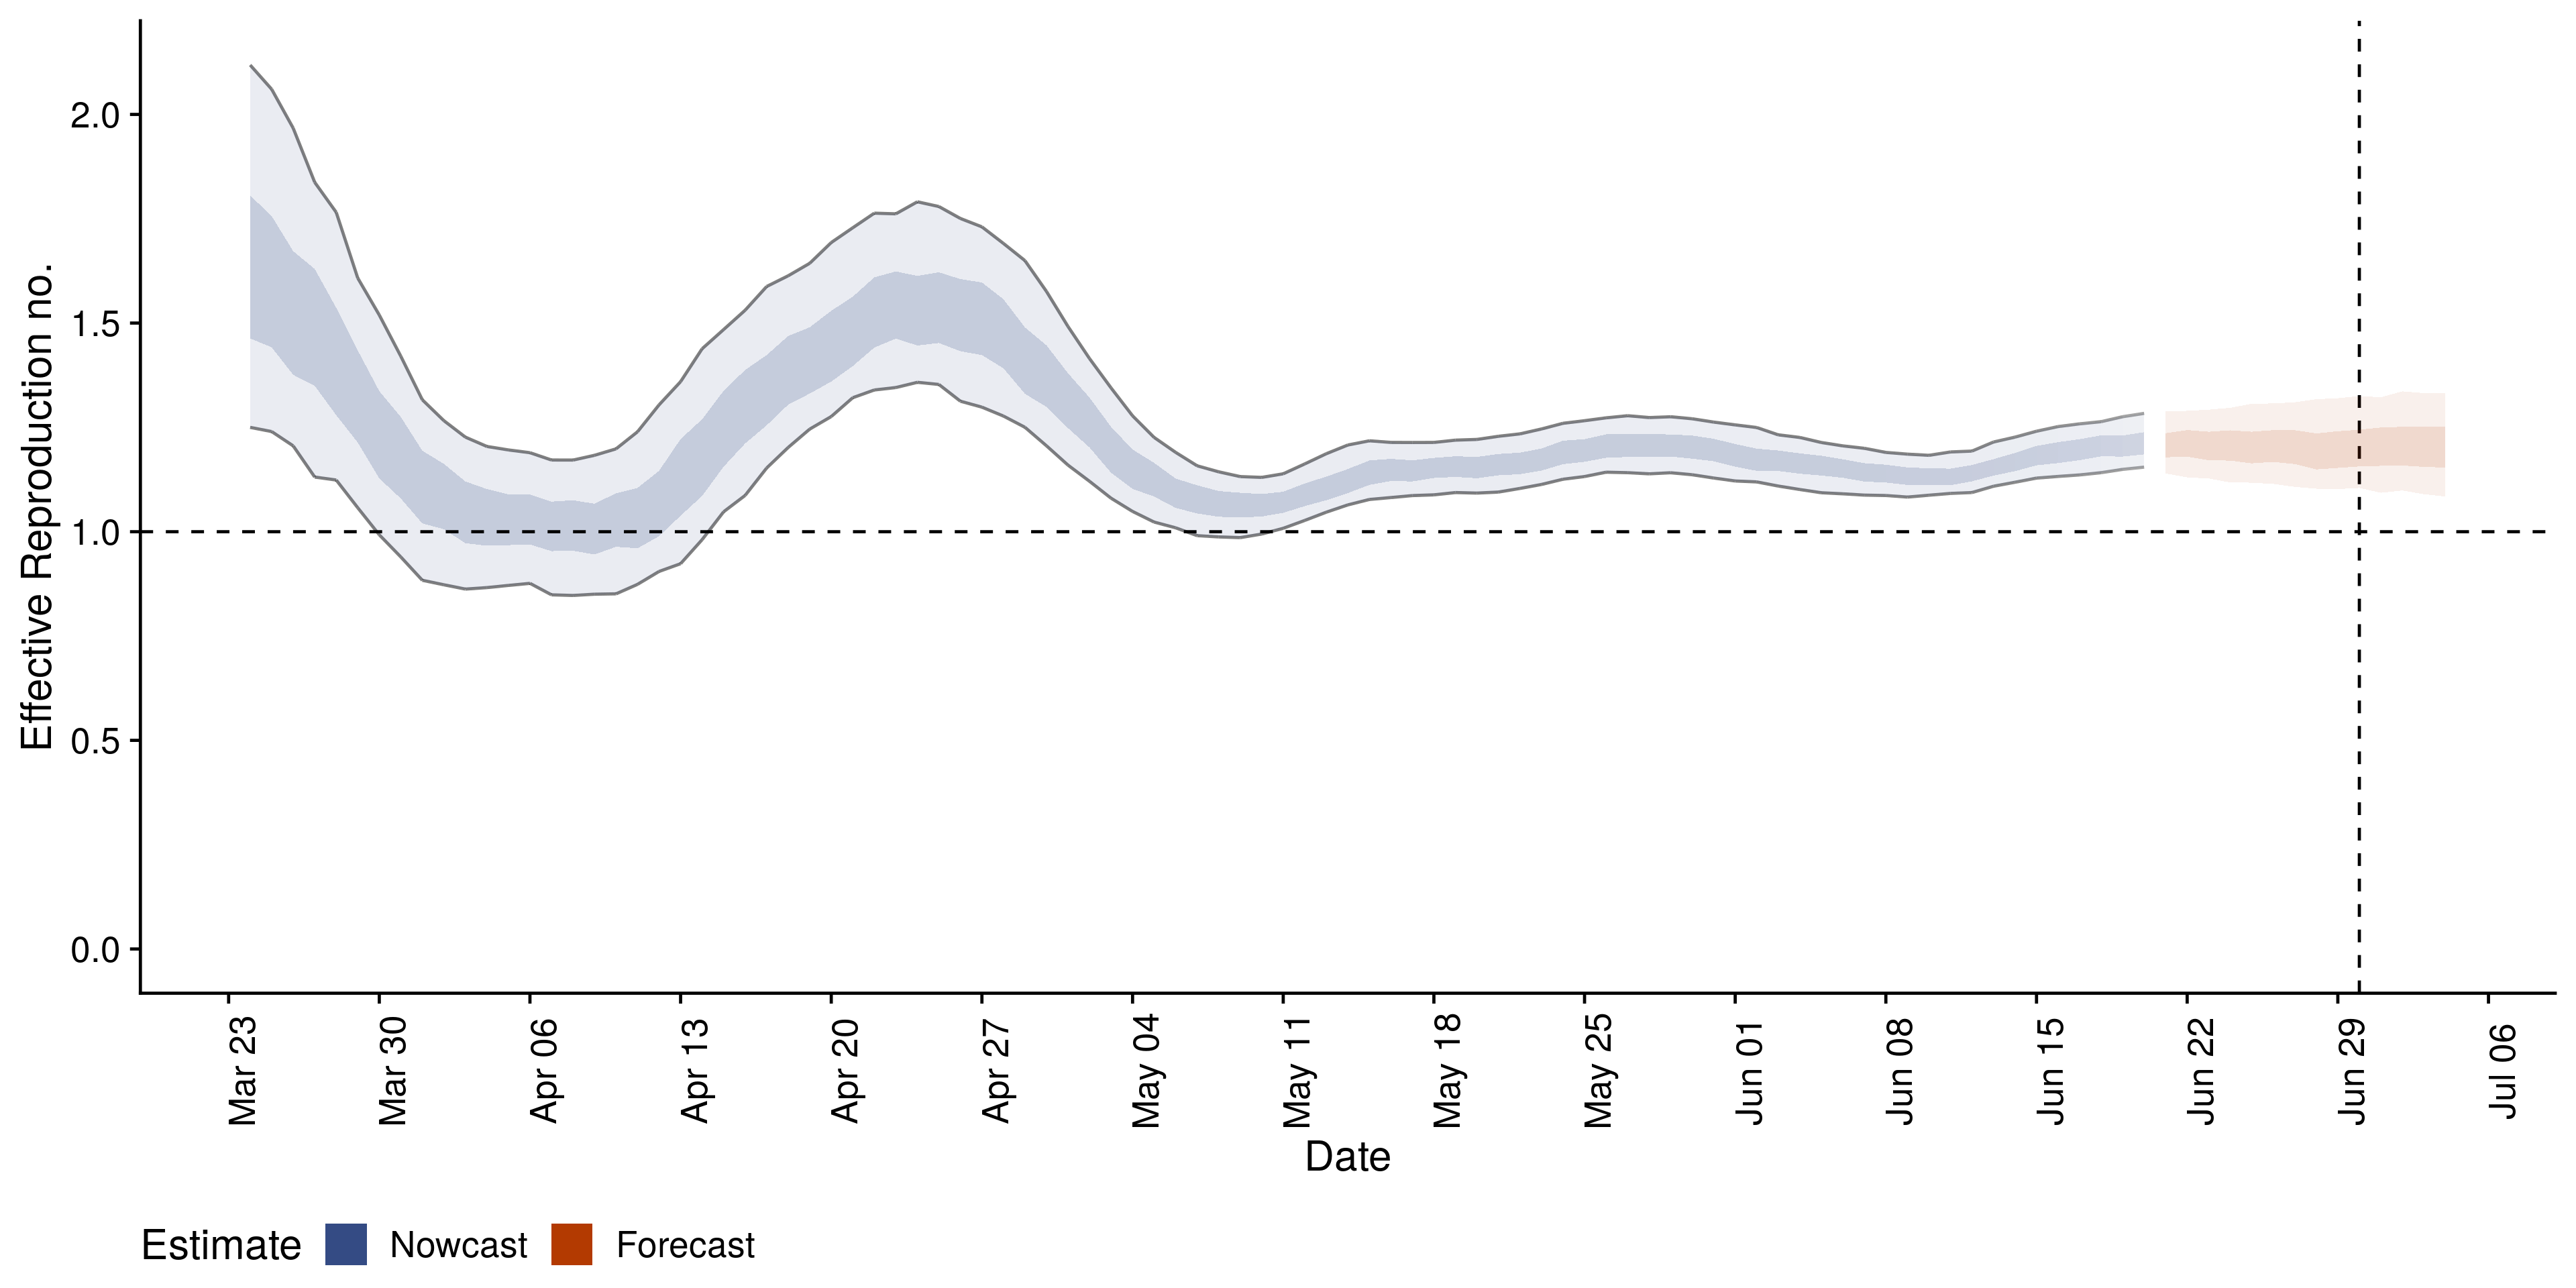 Effective Reproduction no.
2.0
1.5
1.0
0.5
0.0
Mar 23
Mar 30
Apr 06
Apr 13
Apr 20
Apr 27
May 04
May 11
May 18
May 25
Jun 01
Jun 08
Jun 15
Jun 22
Jun 29
Jul 06
Date
Estimate Nowcast Forecast